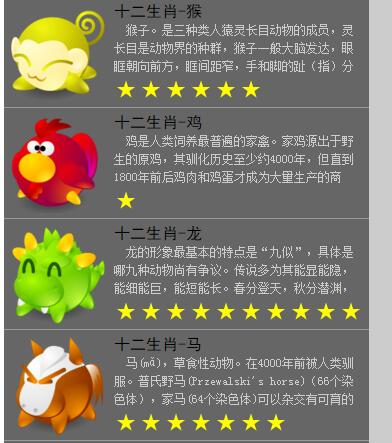 十二生肖-猴
猴子。是三种类人猿灵长目动物的成员，灵
长目是动物界的种群，猴子一般大脑发达，眼
眶朝向前方，眶间距窄，手和脚的趾（指）分
十二生肖-鸡
鸡是人类饲养最普遍的家禽。家鸡源出于野
生的原鸡，其驯化历史至少约4000年，但直到
1800年前后鸡肉和鸡蛋才成为大量生产的商
十二生肖-龙
龙的形象最基本的特点是“九似”，具体是
哪九种动物尚有争议。传说多为其能显能隐，
能细能巨，能短能长。春分登天，秋分潜渊，
十二生肖-马
马(mǎ)，草食性动物。在4000年前被人类驯
服。普氏野马(Przewalski's horse)（66个染
色体），家马(64个染色体)可以杂交有可育的